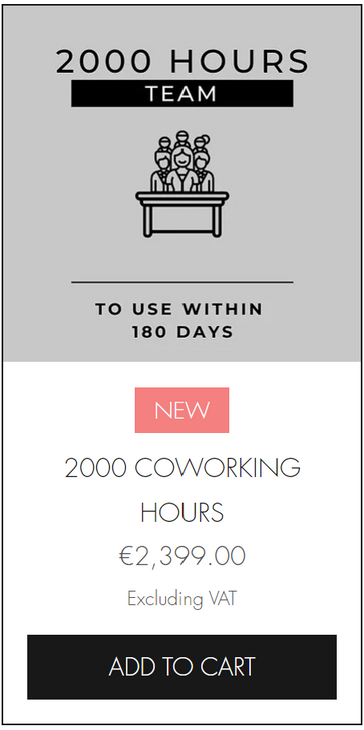 2000 HOURS
TEAM
TO USE WITHIN
180 DAYS
NEW
2000 COWORKING
HOURS
€2,399.00
Excluding VAT
ADD TO CART